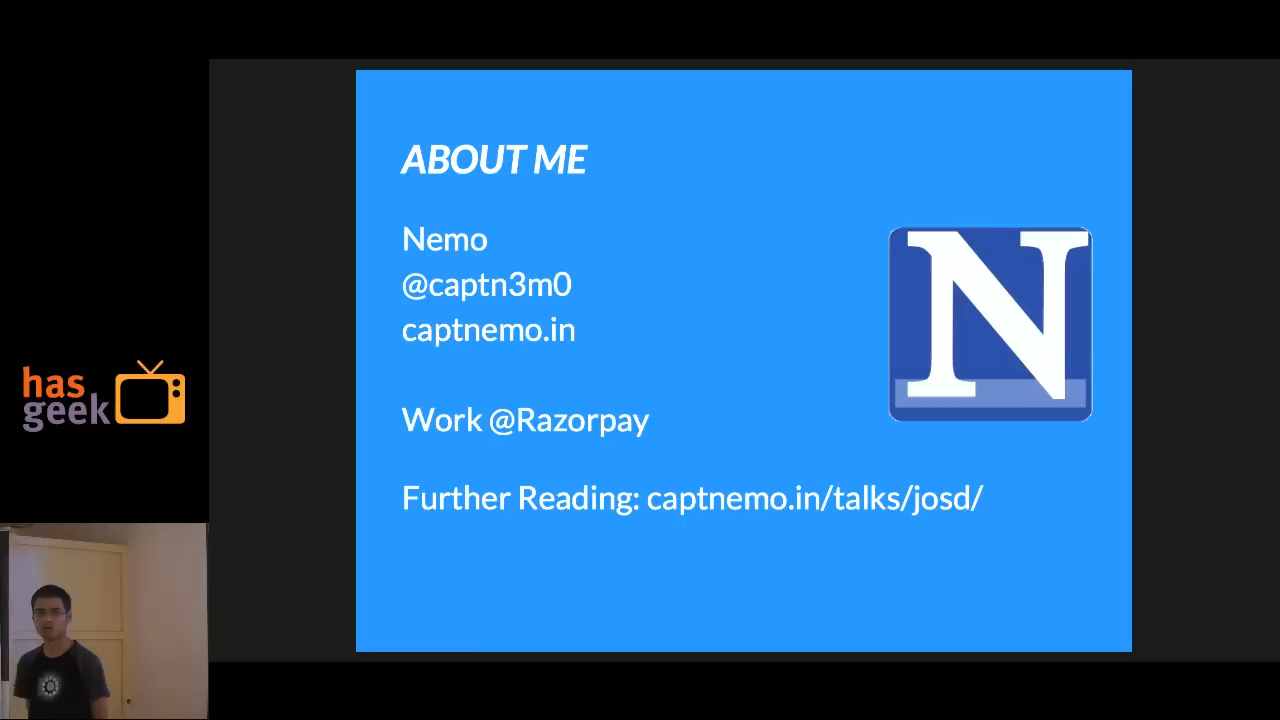 ABOUT ME
Nemo
@captn3m0
captnemo.in
Work @Razorpay
Further Reading: captnemo.in/talks/josd/
N
has
geek